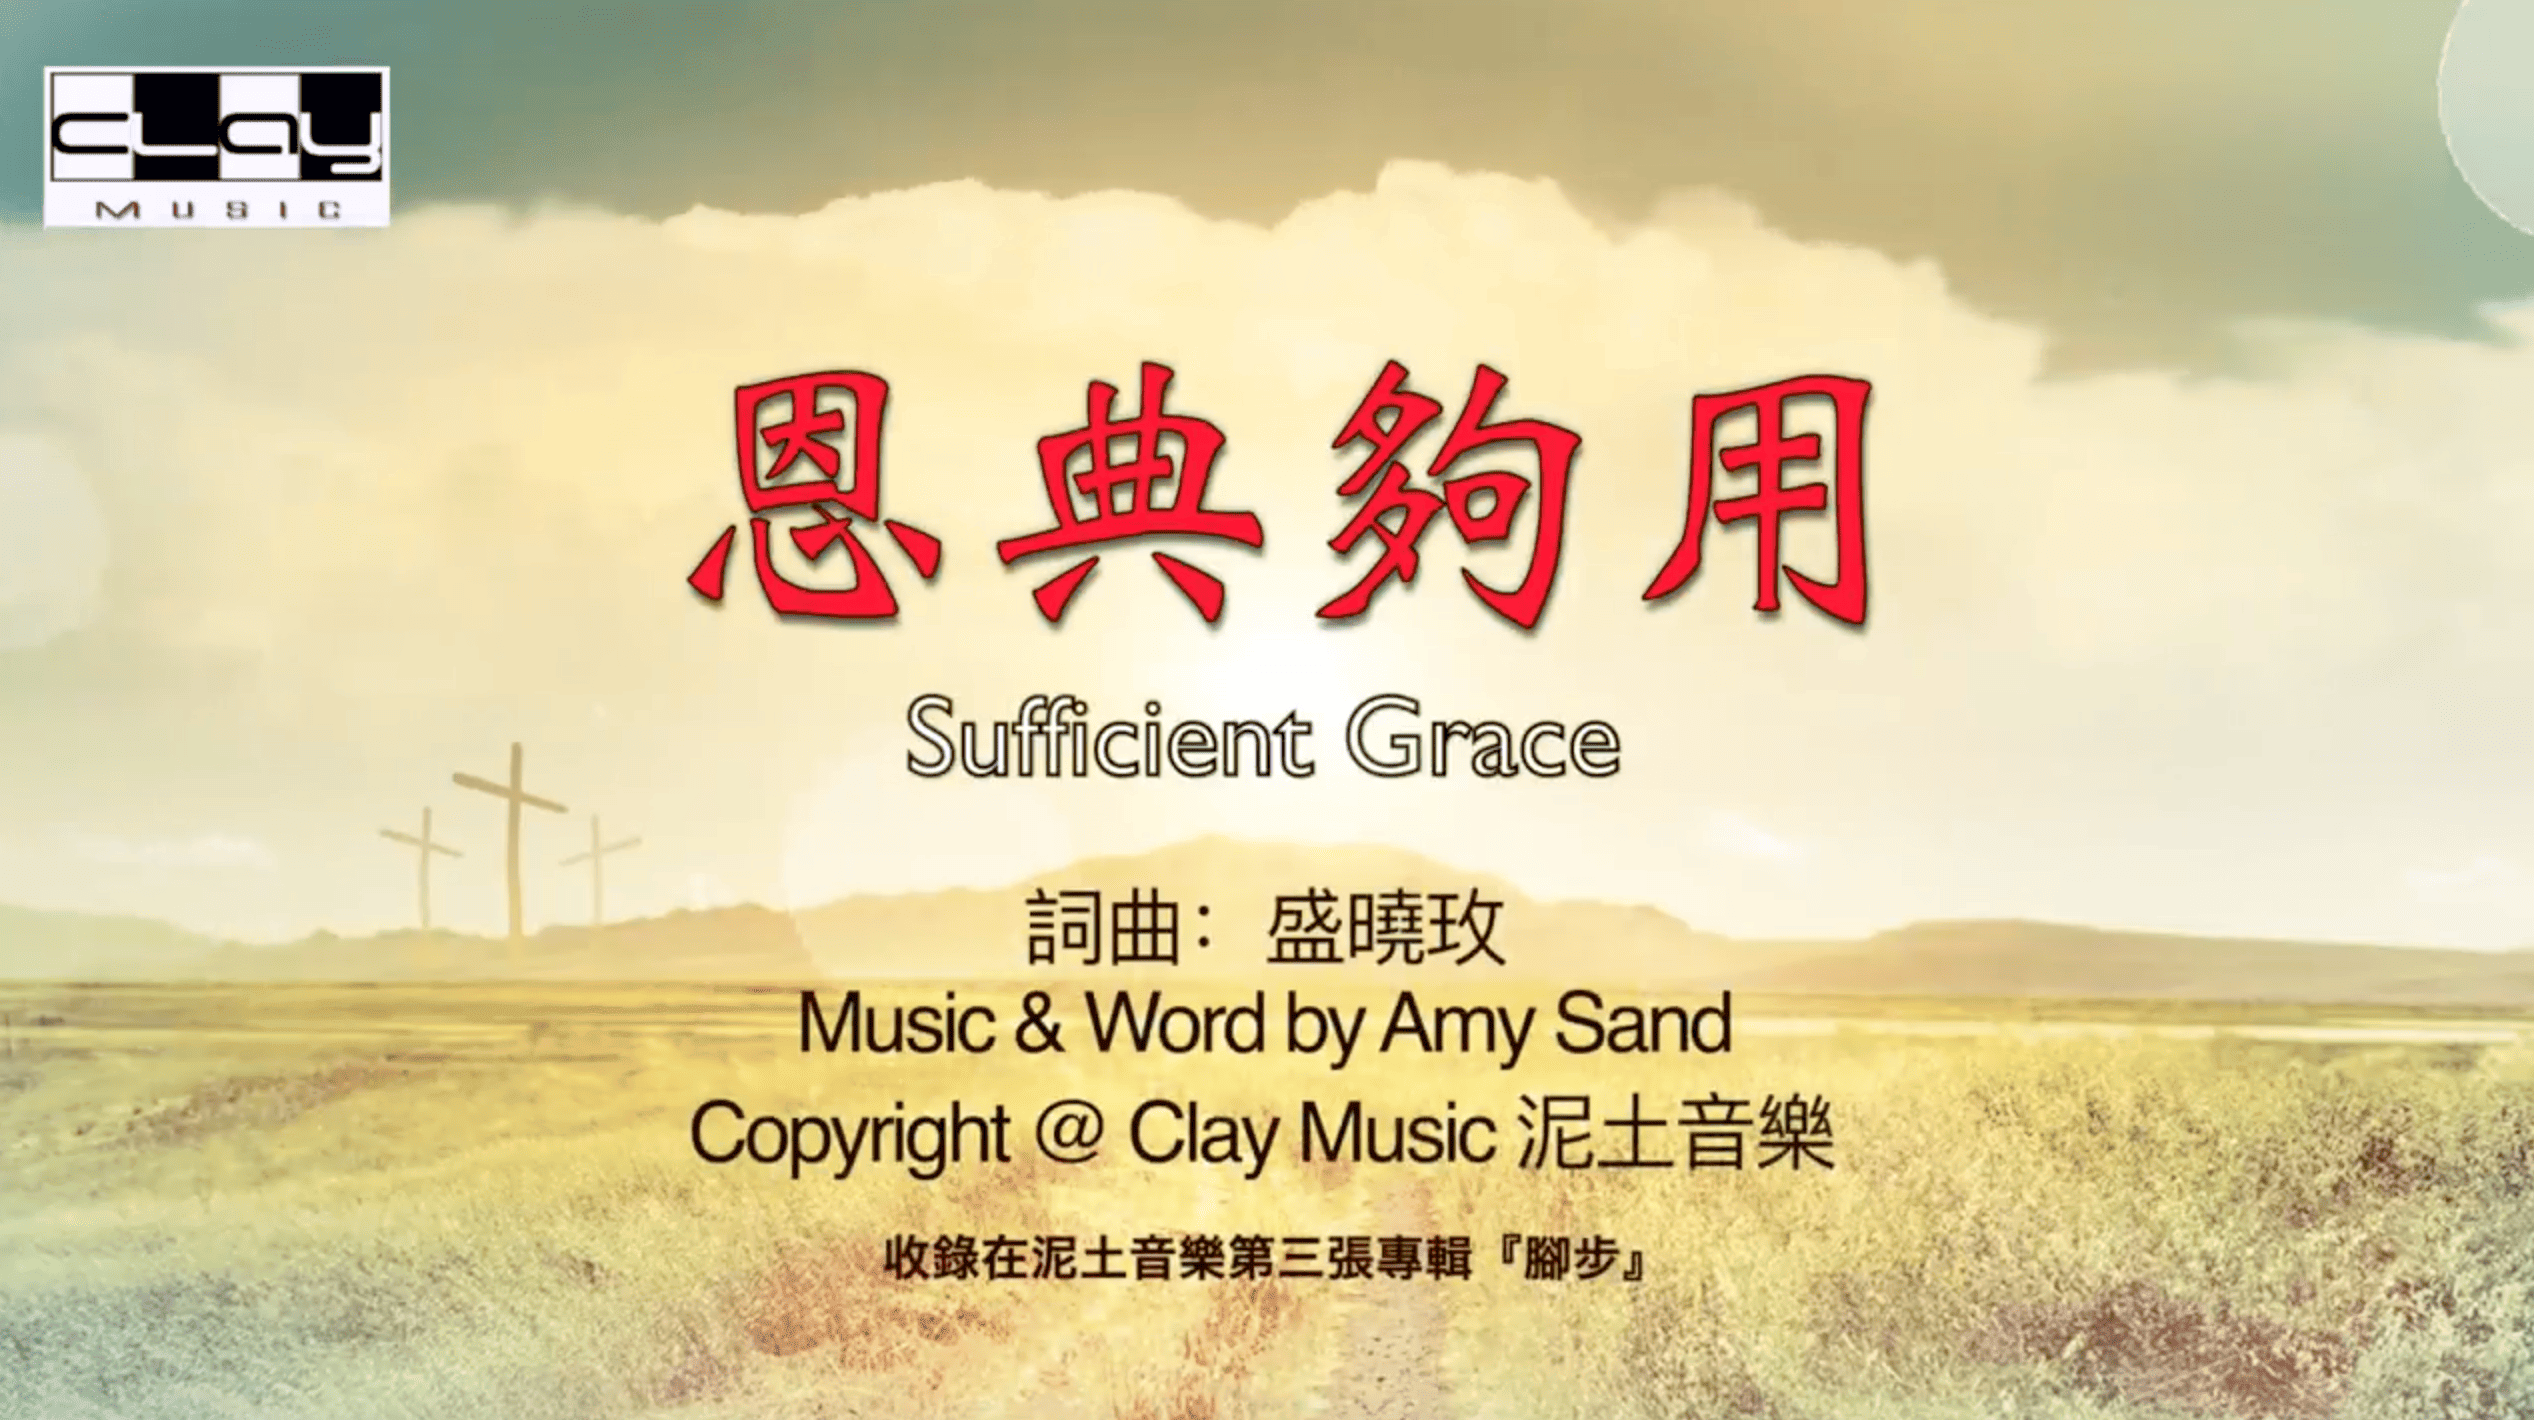 CLay
MUSIC
恩典夠用
Sufficient Grace
詞曲：盛曉玫
Music & Word by Amy Sand
Copyright @ Clay Music 泥土音樂
收錄在泥土音樂第三張專輯『腳步』